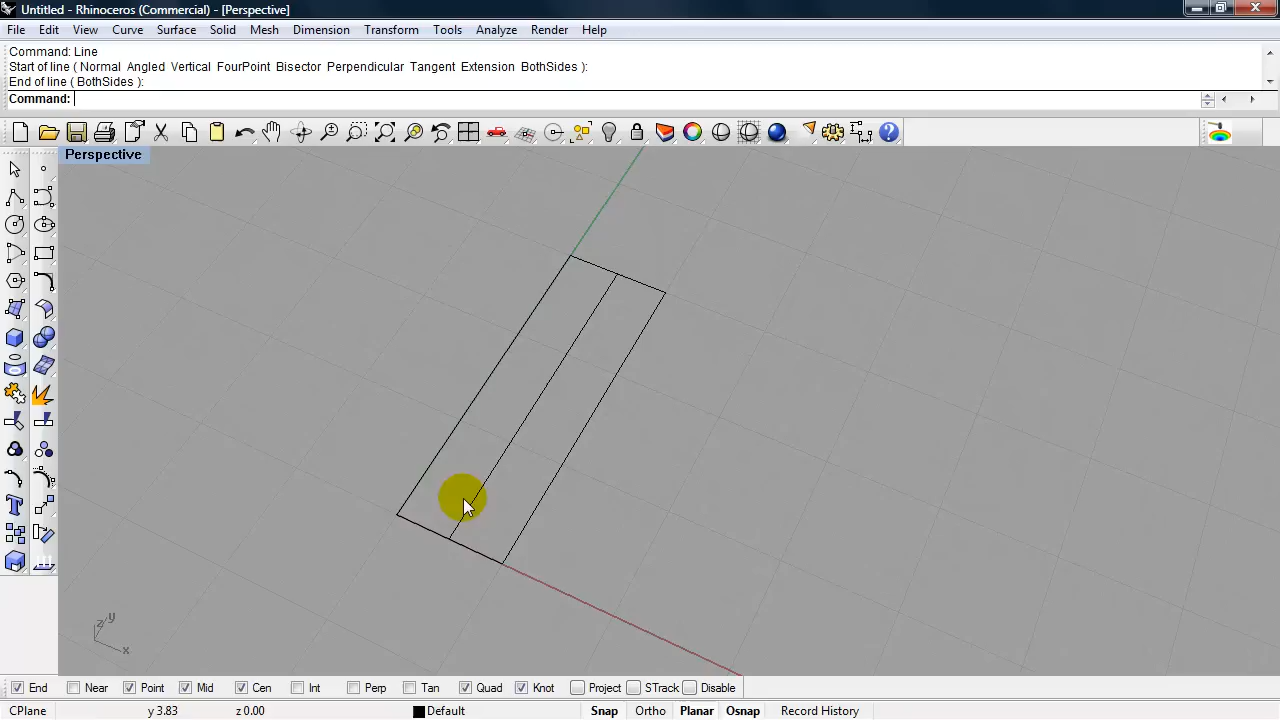 Untitled - Rhinoceros (Commercial) - [Perspective]
File Edit View Curve Surface Solid Mesh Dimension Transform Tools Analyze Render Help
Command: Line
Start of line ( Normal Angled Vertical FourPoint Bisector Perpendicular Tangent Extension BothSides ):
End of line ( BothSides ):
Command:
Perspective
z y
x
End Near Point Mid Cen Int Perp Tan Quad Knot Project STrack Disable
CPlane y 3.83 z 0.00 Default Snap Ortho Planar Osnap Record History